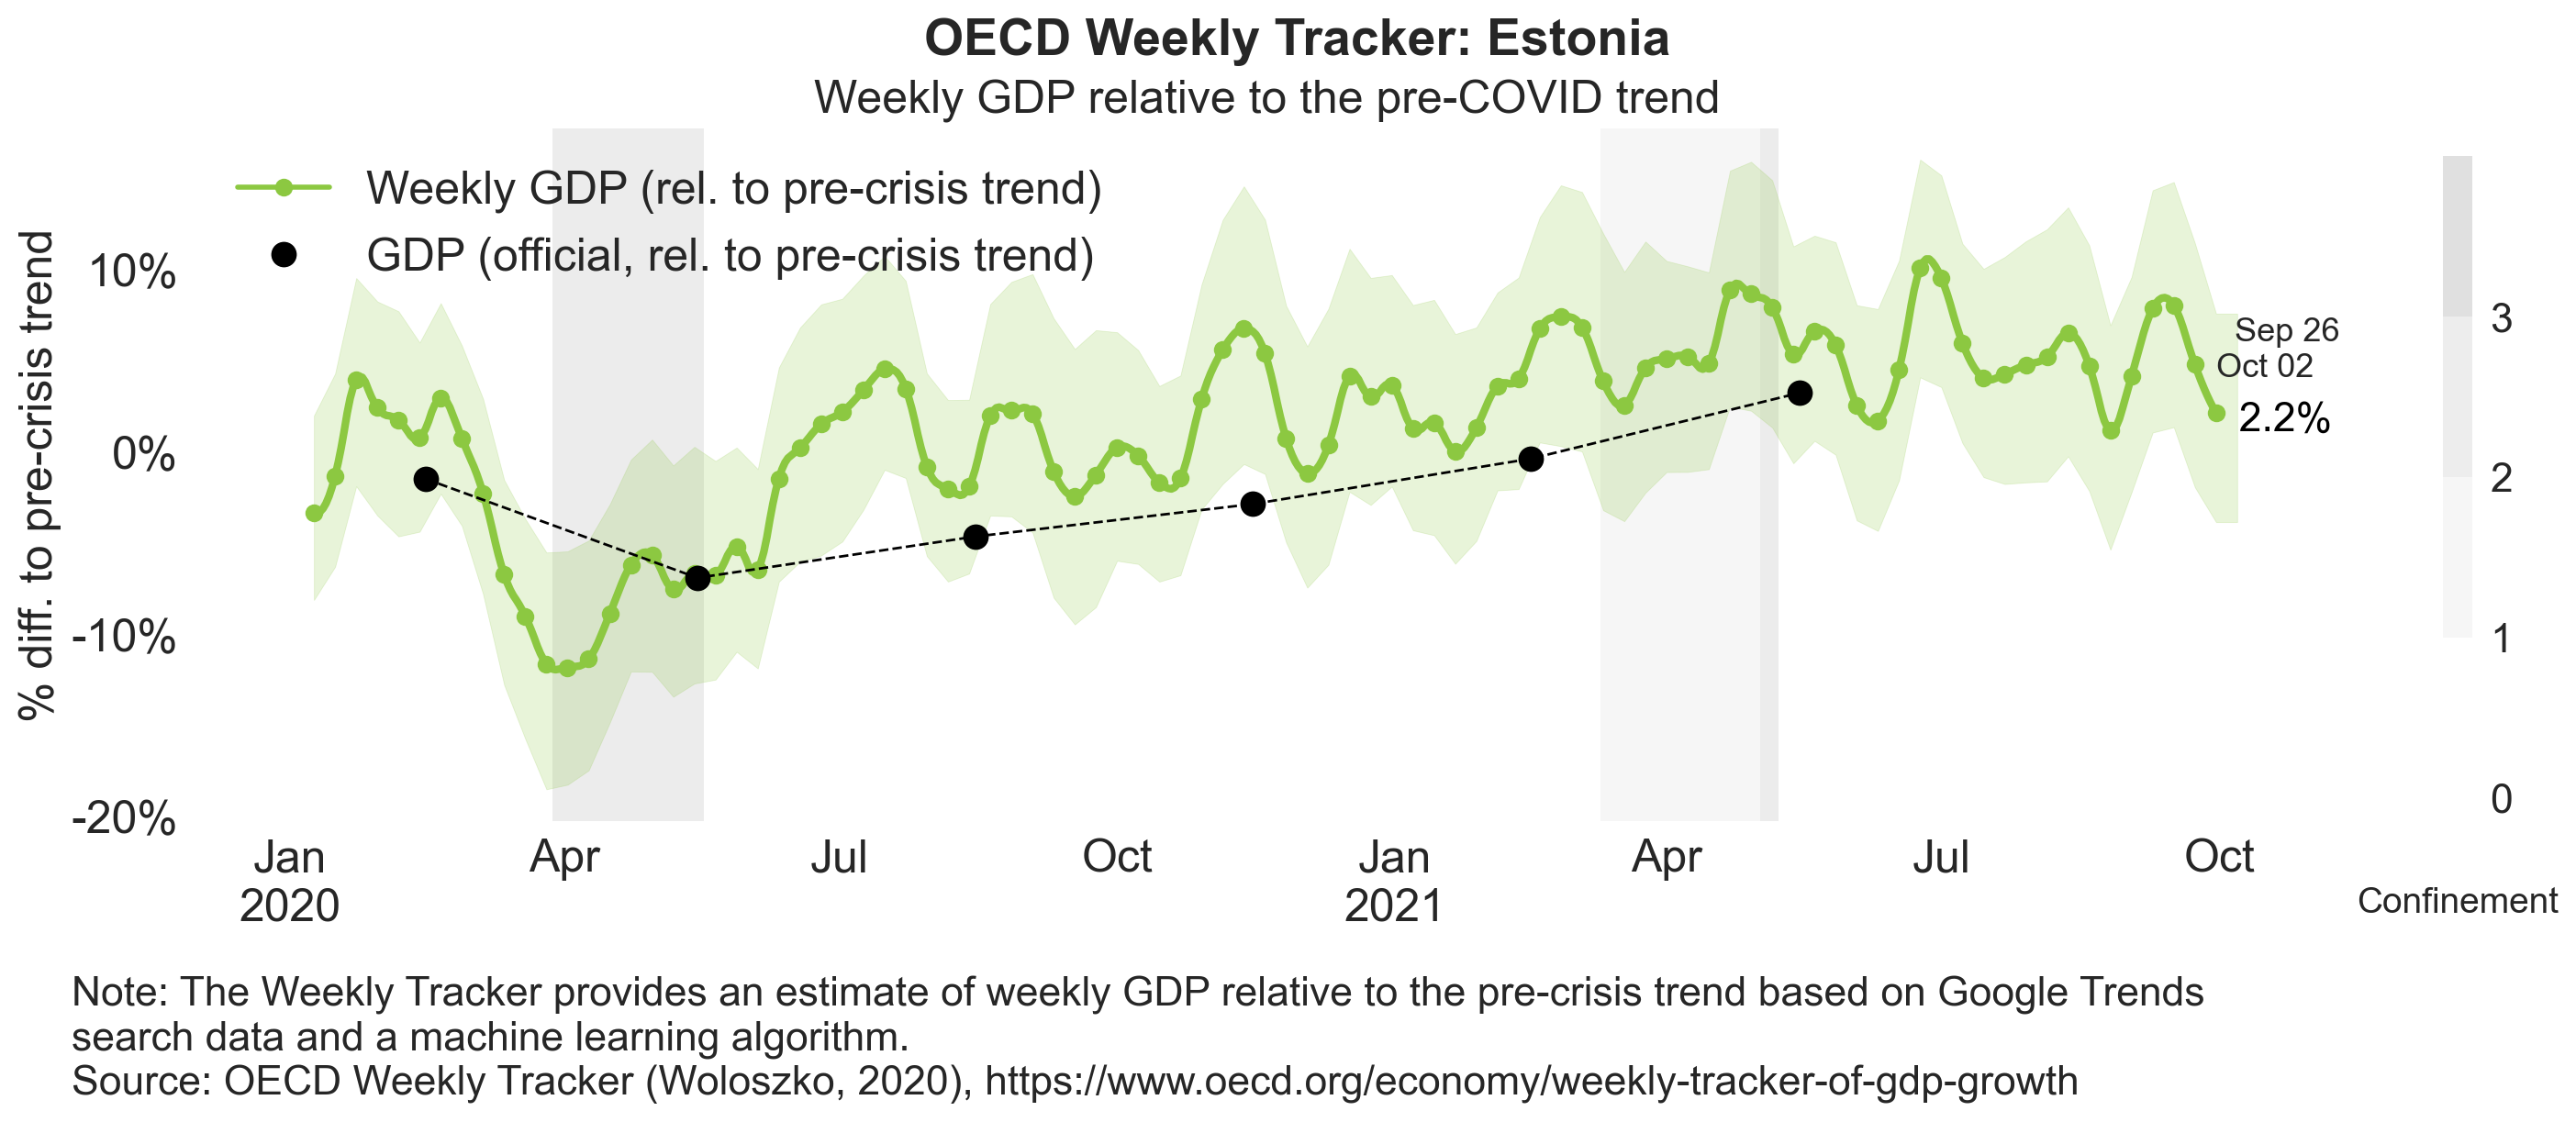 OECD Weekly Tracker: Estonia
Weekly GDP relative to the pre-COVID trend
Weekly GDP (rel. to pre-crisis trend)
GDP (official, rel. to pre-crisis trend)
% diff. to pre-crisis trend
10%
0%
-10%
-20%
Sep 26
Oct 02
2.2%
3
2
1
0
Confinement
Jan Apr Jul Oct Jan Apr Jul Oct
2020 2021
Note: The Weekly Tracker provides an estimate of weekly GDP relative to the pre-crisis trend based on Google Trends
search data and a machine learning algorithm.
Source: OECD Weekly Tracker (Woloszko, 2020), https://www.oecd.org/economy/weekly-tracker-of-gdp-growth